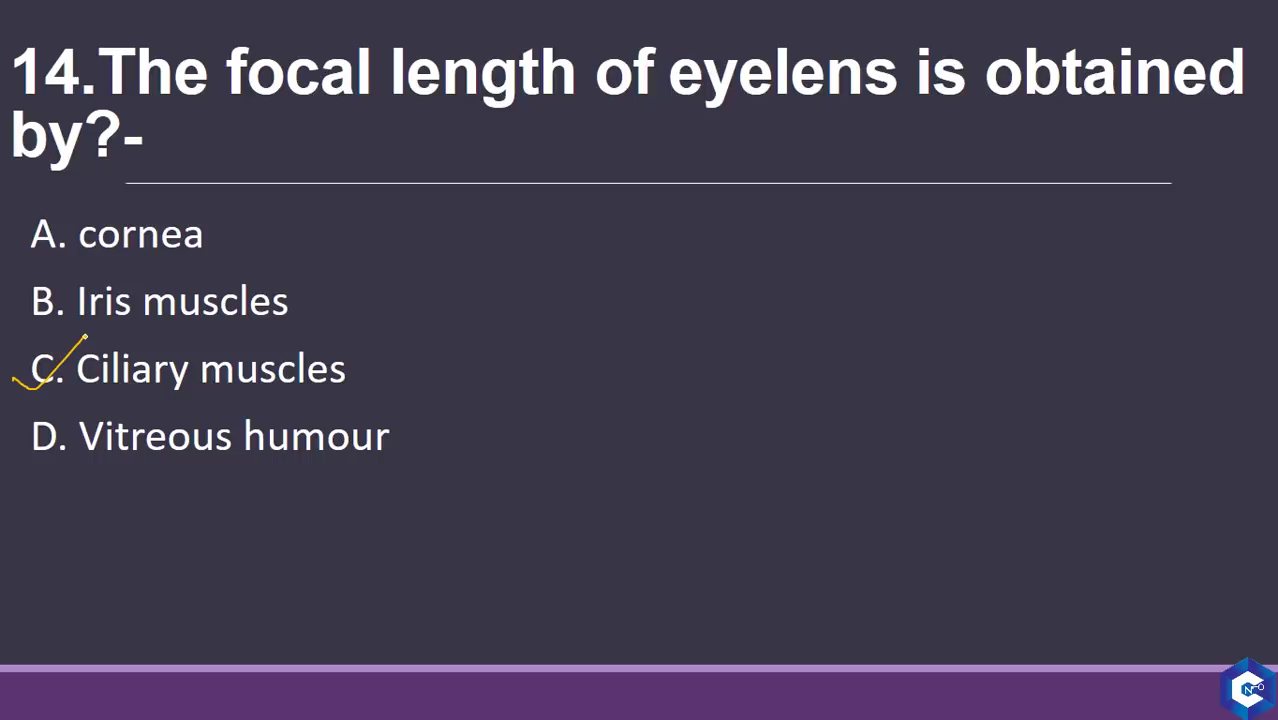 14.The focal length of eyelens is obtained
by?-
A. cornea
B. Iris muscles
C. Ciliary muscles
D. Vitreous humour